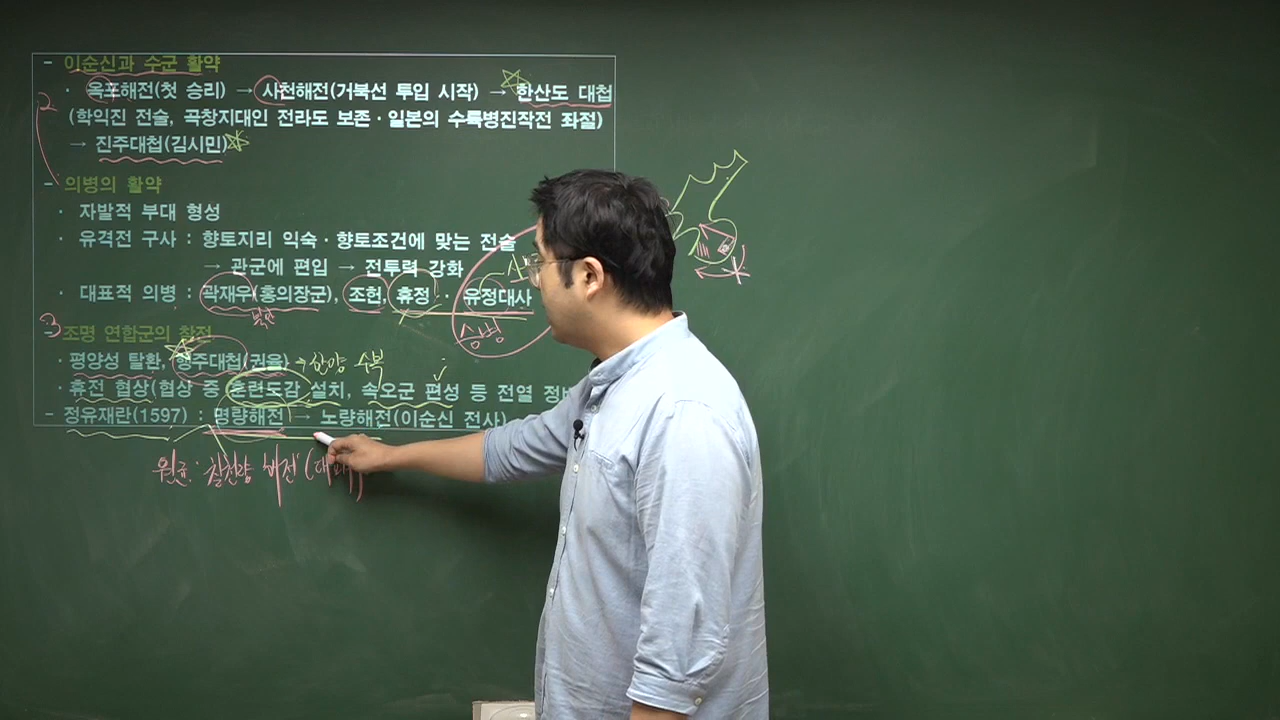 - 이순신과 수군 활약
· 옥포해전(첫 승리) → 사천해전(거북선 투입 시작) → 한산도 대첩
(학익진 전술, 곡창지대인 전라도 보존·일본의 수륙병진작전 좌절)
→ 진주대첩(김시민)
2
- 의병의 활약
· 자발적 부대 형성
· 유격전 구사 : 향토지리 익숙·향토조건에 맞는 전술
→ 관군에 편입 → 전투력 강화
· 대표적 의병 : 곽재우(홍의장군), 조헌, 휴정 · 유정대사
승병
3 조명 연합군의 참전
· 평양성 탈환, 행주대첩(권율) → 한양 수복
· 휴전 협상(협상 중 훈련도감 설치, 속오군 편성 등 전열
- 정유재란(1597) : 명량해전 → 노량해전(이순신 전사)
원균: 칠천량 해전